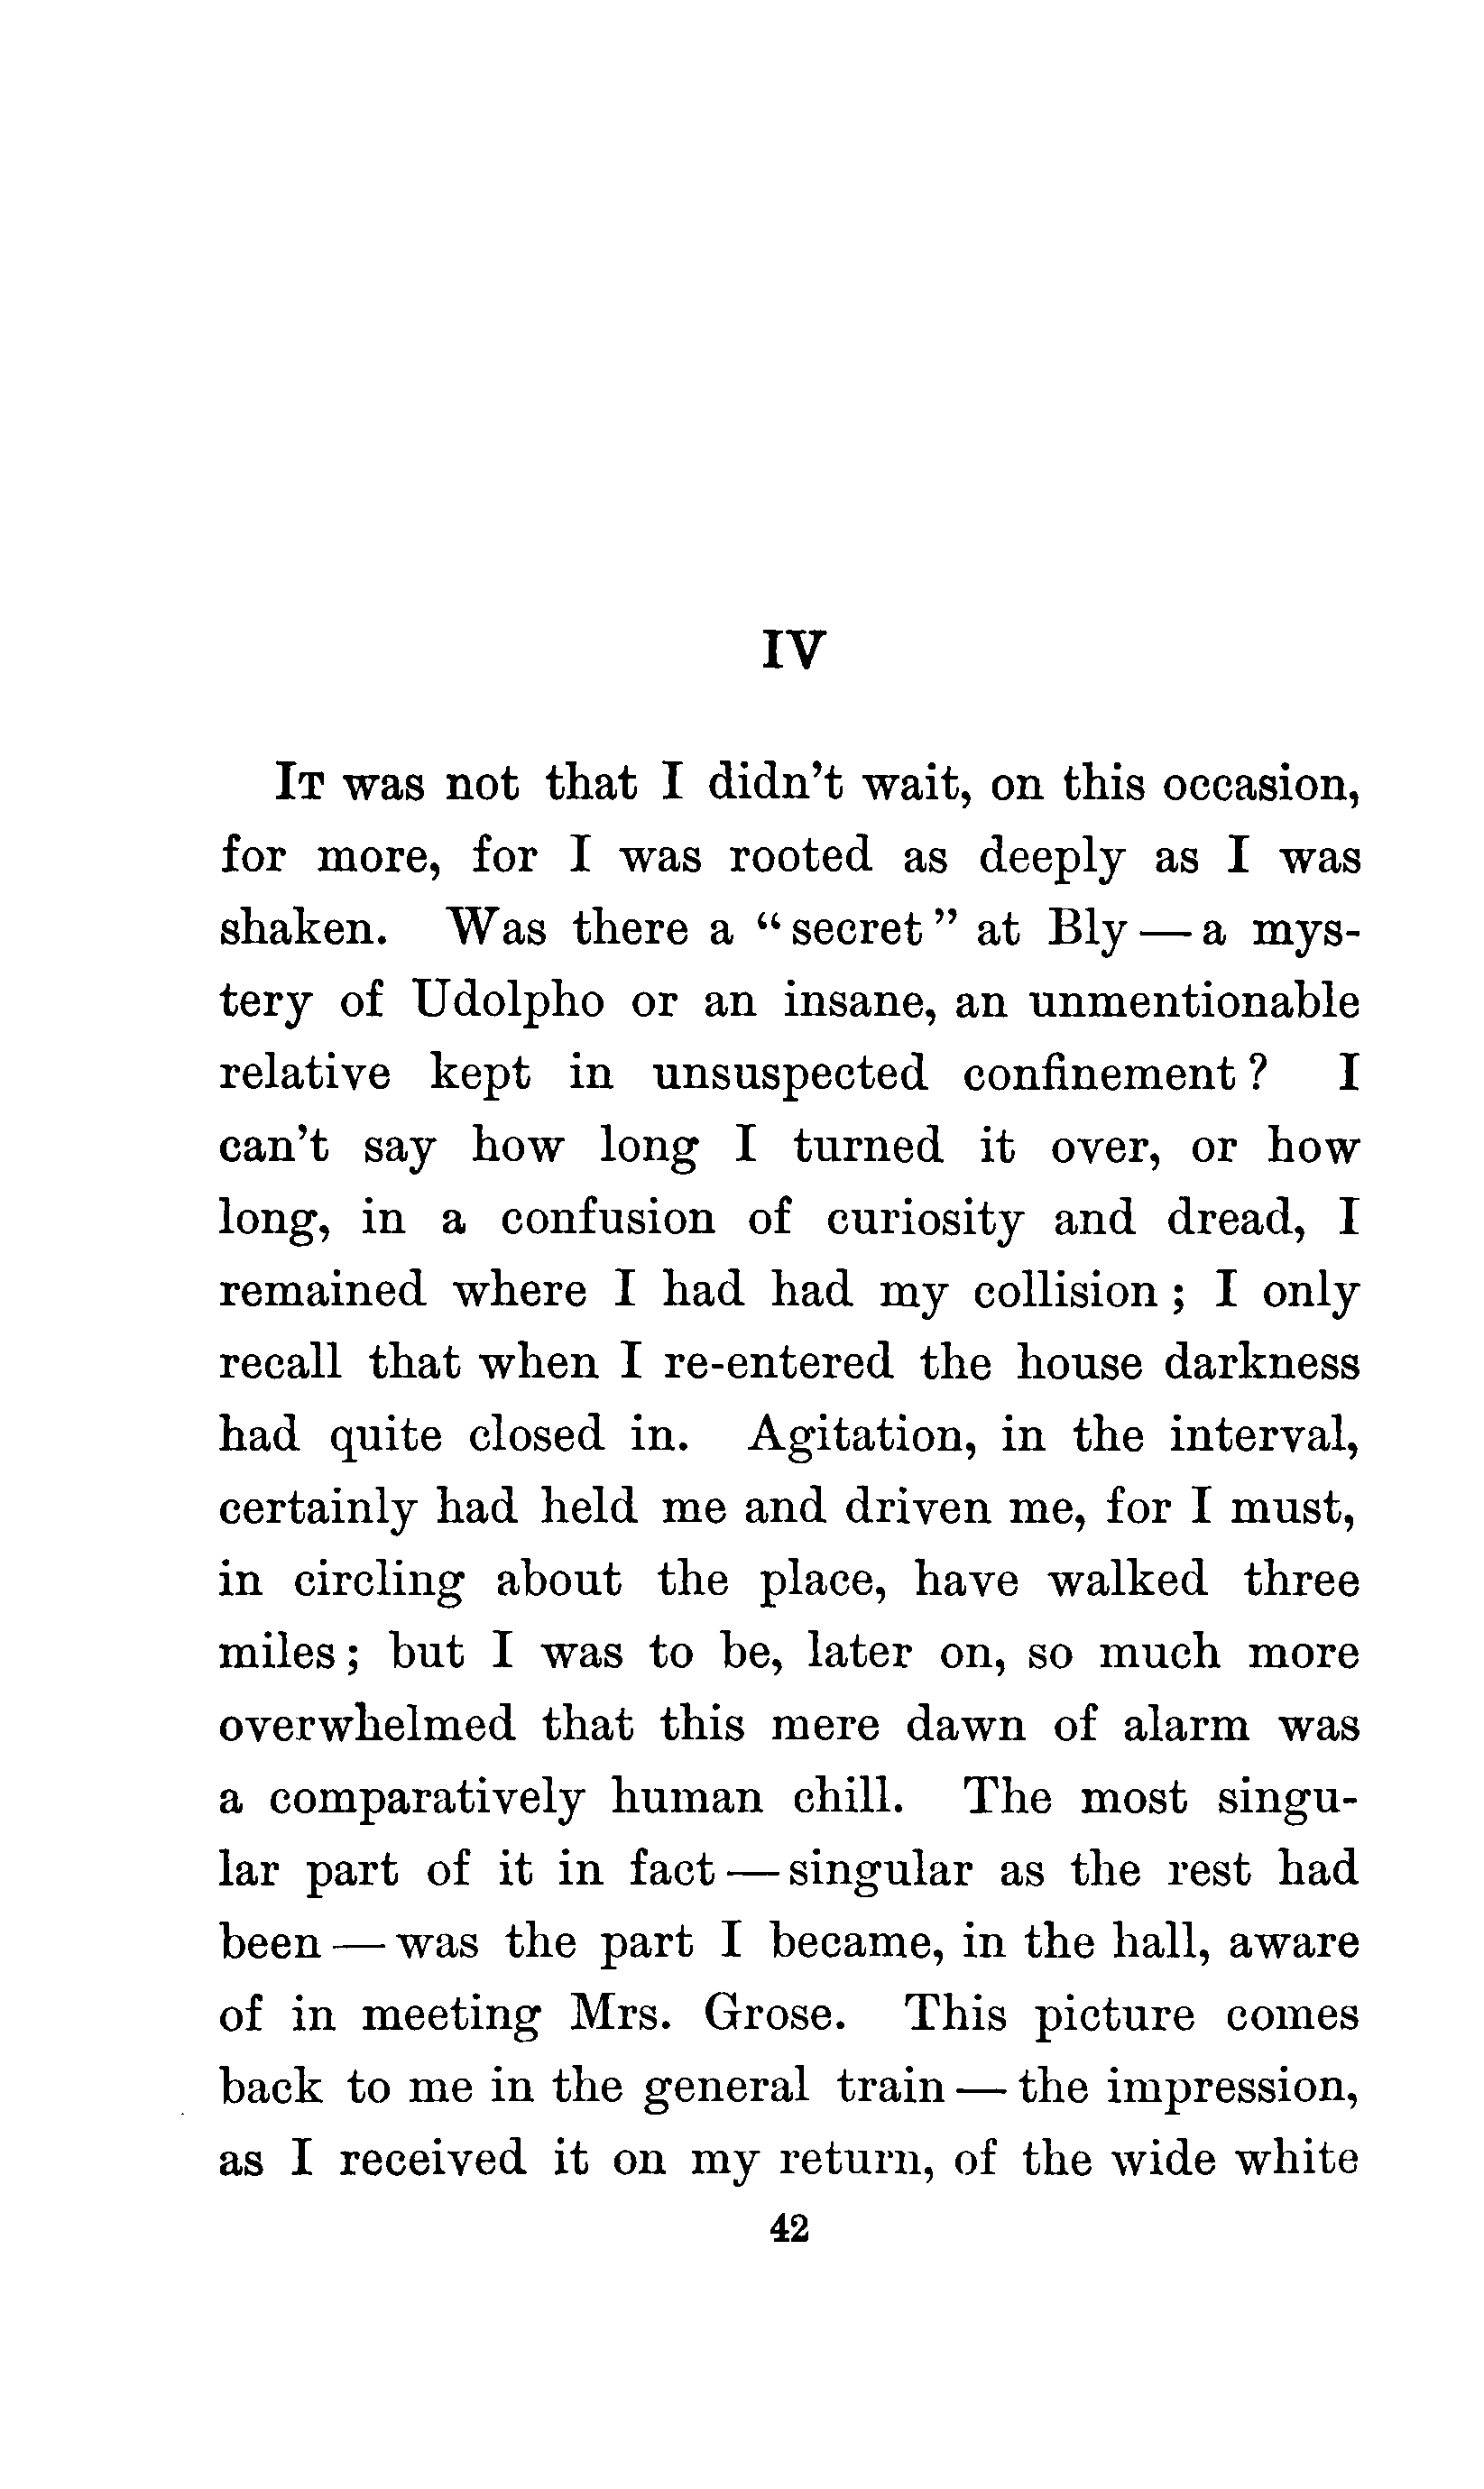 IV
IT was not that I didn't wait, on this occasion,
for more, for I was rooted as deeply as I was
shaken. Was there a “secret” at Bly—a mys-
tery of Udolpho or an insane, an unmentionable
relative kept in unsuspected confinement? I
can't say how long I turned it over, or how
long, in a confusion of curiosity and dread, I
remained where I had had my collision; I only
recall that when I re-entered the house darkness
had quite closed in. Agitation, in the interval,
certainly had held me and driven me, for I must,
in circling about the place, have walked three
miles; but I was to be, later on, so much more
overwhelmed that this mere dawn of alarm was
a comparatively human chill. The most singu-
lar part of it in fact—singular as the rest had
been—was the part I became, in the hall, aware
of in meeting Mrs. Grose. This picture comes
back to me in the general train—the impression,
as I received it on my return, of the wide white
42